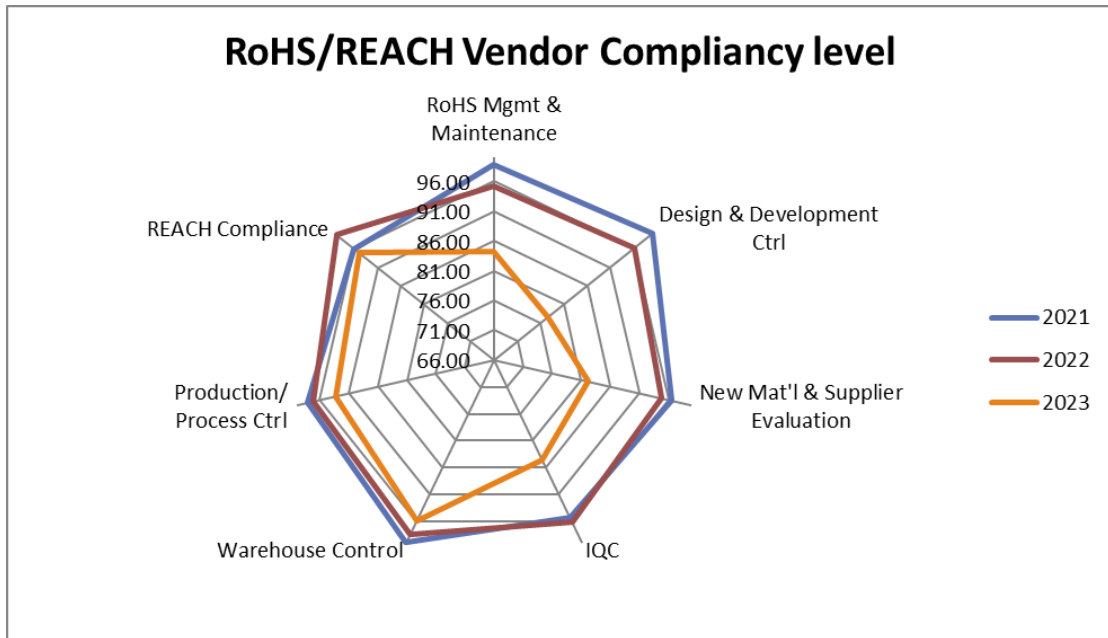 RoHS/REACH Vendor Compliancy level
RoHS Mgmt &
Maintenance
96.00
91.00
86.00
81.00
76.00
71.00
66.00
Design & Development
Ctrl
New Mat'l & Supplier
Evaluation
IQC
Warehouse Control
Production/
Process Ctrl
REACH Compliance
2021
2022
2023